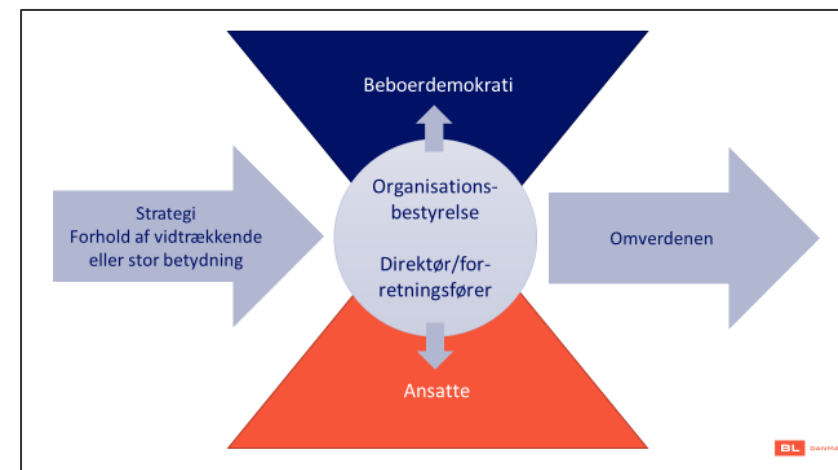 Beboerdemokrati
Organisations-
bestyrelse
Direktør/for-
retningsfører
Strategi
Forhold af vidtrækkende
eller stor betydning
Omverdenen
Ansatte
BL